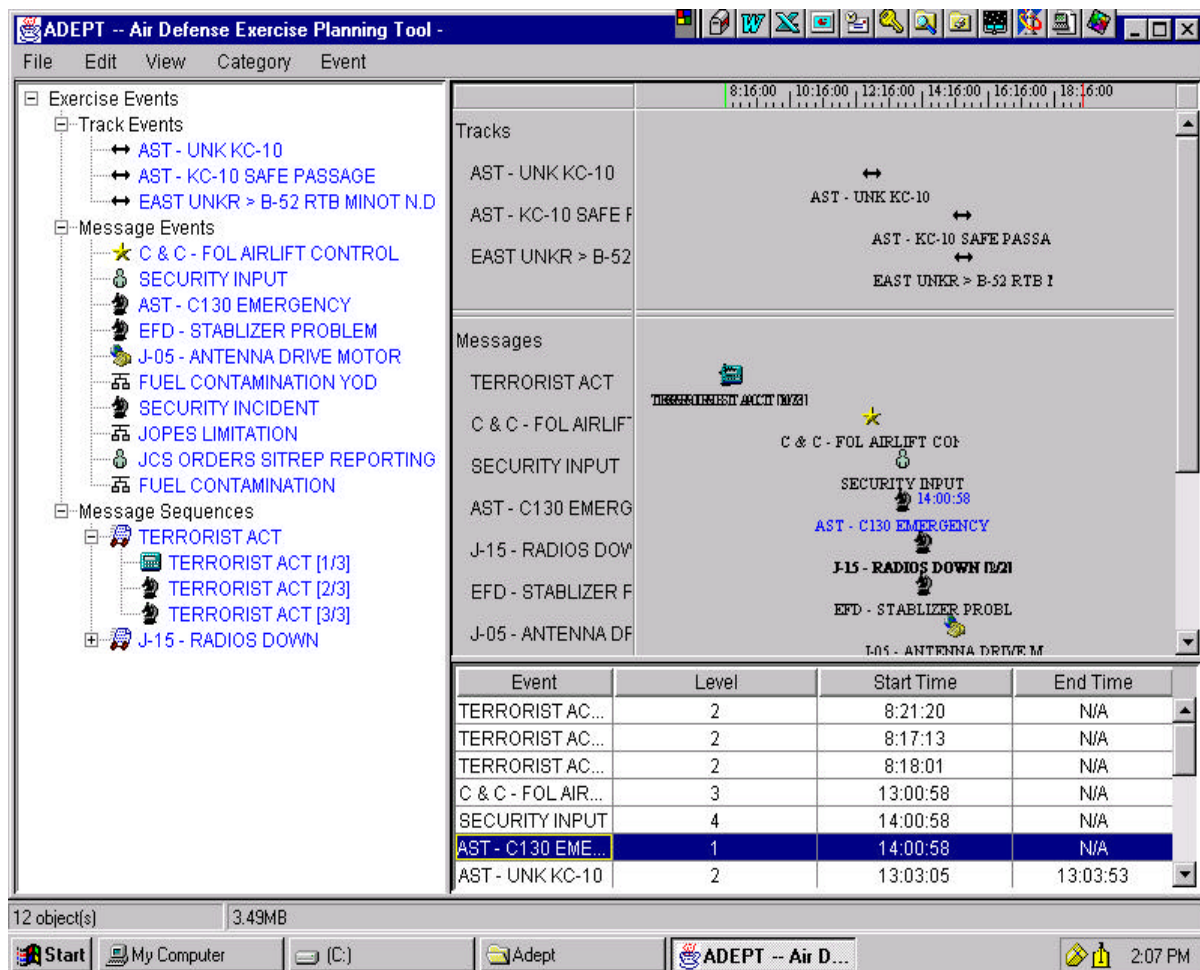 ADEPT -- Air Defense Exercise Planning Tool -
File Edit View Category Event
Exercise Events
Track Events
AST - UNK KC-10
AST - KC-10 SAFE PASSAGE
EAST UNKR > B-52 RTB MINOT N.D
Message Events
C & C - FOL AIRLIFT CONTROL
SECURITY INPUT
AST - C130 EMERGENCY
EFD - STABLIZER PROBLEM
J-05 - ANTENNA DRIVE MOTOR
FUEL CONTAMINATION YOD
SECURITY INCIDENT
JOPES LIMITATION
JCS ORDERS SITREP REPORTING
FUEL CONTAMINATION
Message Sequences
TERRORIST ACT
TERRORIST ACT [1/3]
TERRORIST ACT [2/3]
TERRORIST ACT [3/3]
J-15 - RADIOS DOWN
8:16:00 10:16:00 12:16:00 14:16:00 16:16:00 18:16:00
Tracks
AST - UNK KC-10
AST - UNK KC-10
AST - KC-10 SAFE F
AST - KC-10 SAFE PASSA
EAST UNKR > B-52
EAST UNKR > B-52 RTB
Messages
TERRORIST ACT
C & C - FOL AIRLIF
C & C - FOL AIRLIFT CO
SECURITY INPUT
SECURITY INPUT
14:00:58
AST - C130 EMERG
AST - C130 EMERGENCY
J-15 - RADIOS DOW
J-15 - RADIOS DOWN
EFD - STABLIZER F
EFD - STABLIZER PROBL
J-05 - ANTENNA DF
J-05 - ANTENNA DRIVE M
Event Level Start Time End Time
TERRORIST AC... 2 8:21:20 N/A
TERRORIST AC... 2 8:17:13 N/A
TERRORIST AC... 2 8:18:01 N/A
C & C - FOL AIR... 3 13:00:58 N/A
SECURITY INPUT 4 14:00:58 N/A
AST - C130 EME... 1 14:00:58 N/A
AST - UNK KC-10 2 13:03:05 13:03:53
12 object(s) 3.49MB
Start My Computer (C:) Adept ADEPT -- Air D... 2:07 PM